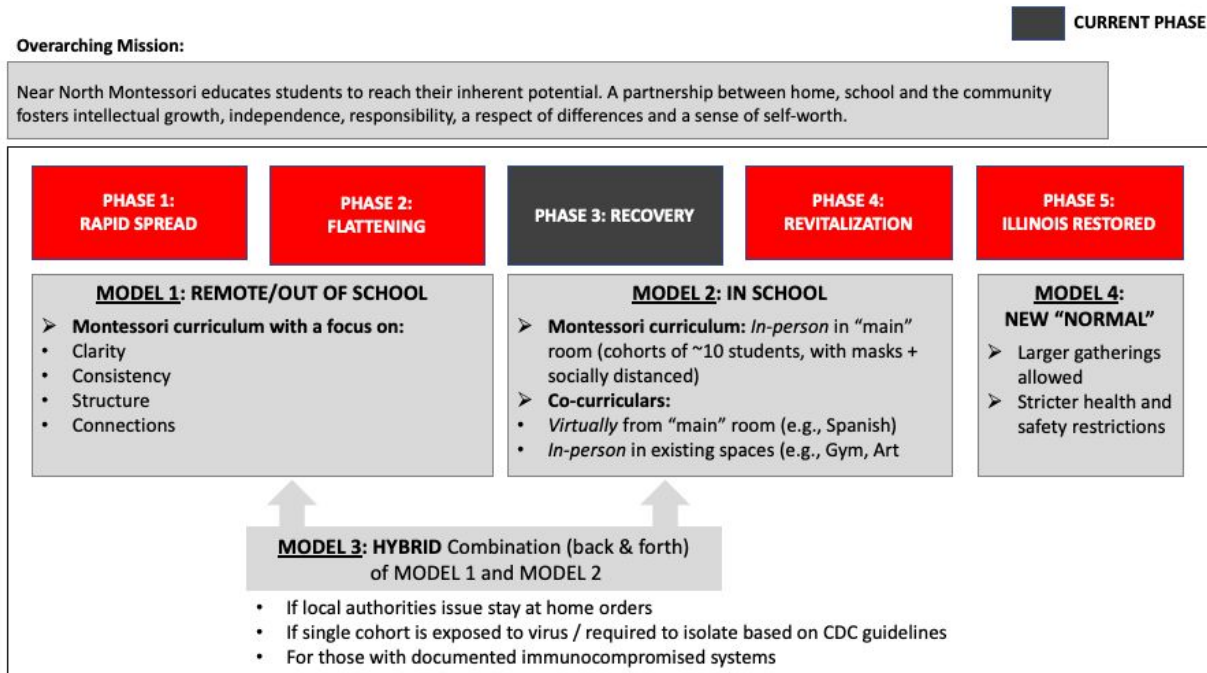 CURRENT PHASE
Overarching Mission:
Near North Montessori educates students to reach their inherent potential. A partnership between home, school and the community
fosters intellectual growth, independence, responsibility, a respect of differences and a sense of self-worth.
PHASE 1:
RAPID SPREAD
PHASE 2:
FLATTENING
PHASE 3: RECOVERY
PHASE 4:
REVITALIZATION
PHASE 5:
ILLINOIS RESTORED
MODEL 1: REMOTE/OUT OF SCHOOL
➢ Montessori curriculum with a focus on:
• Clarity
• Consistency
• Structure
• Connections
MODEL 2: IN SCHOOL
➢ Montessori curriculum: In-person in “main”
room (cohorts of ~10 students, with masks +
socially distanced)
➢ Co-curriculars:
• Virtually from “main” room (e.g., Spanish)
• In-person in existing spaces (e.g., Gym, Art
MODEL 4:
NEW “NORMAL”
➢ Larger gatherings
allowed
➢ Stricter health and
safety restrictions
MODEL 3: HYBRID Combination (back & forth)
of MODEL 1 and MODEL 2
• If local authorities issue stay at home orders
• If single cohort is exposed to virus / required to isolate based on CDC guidelines
• For those with documented immunocompromised systems